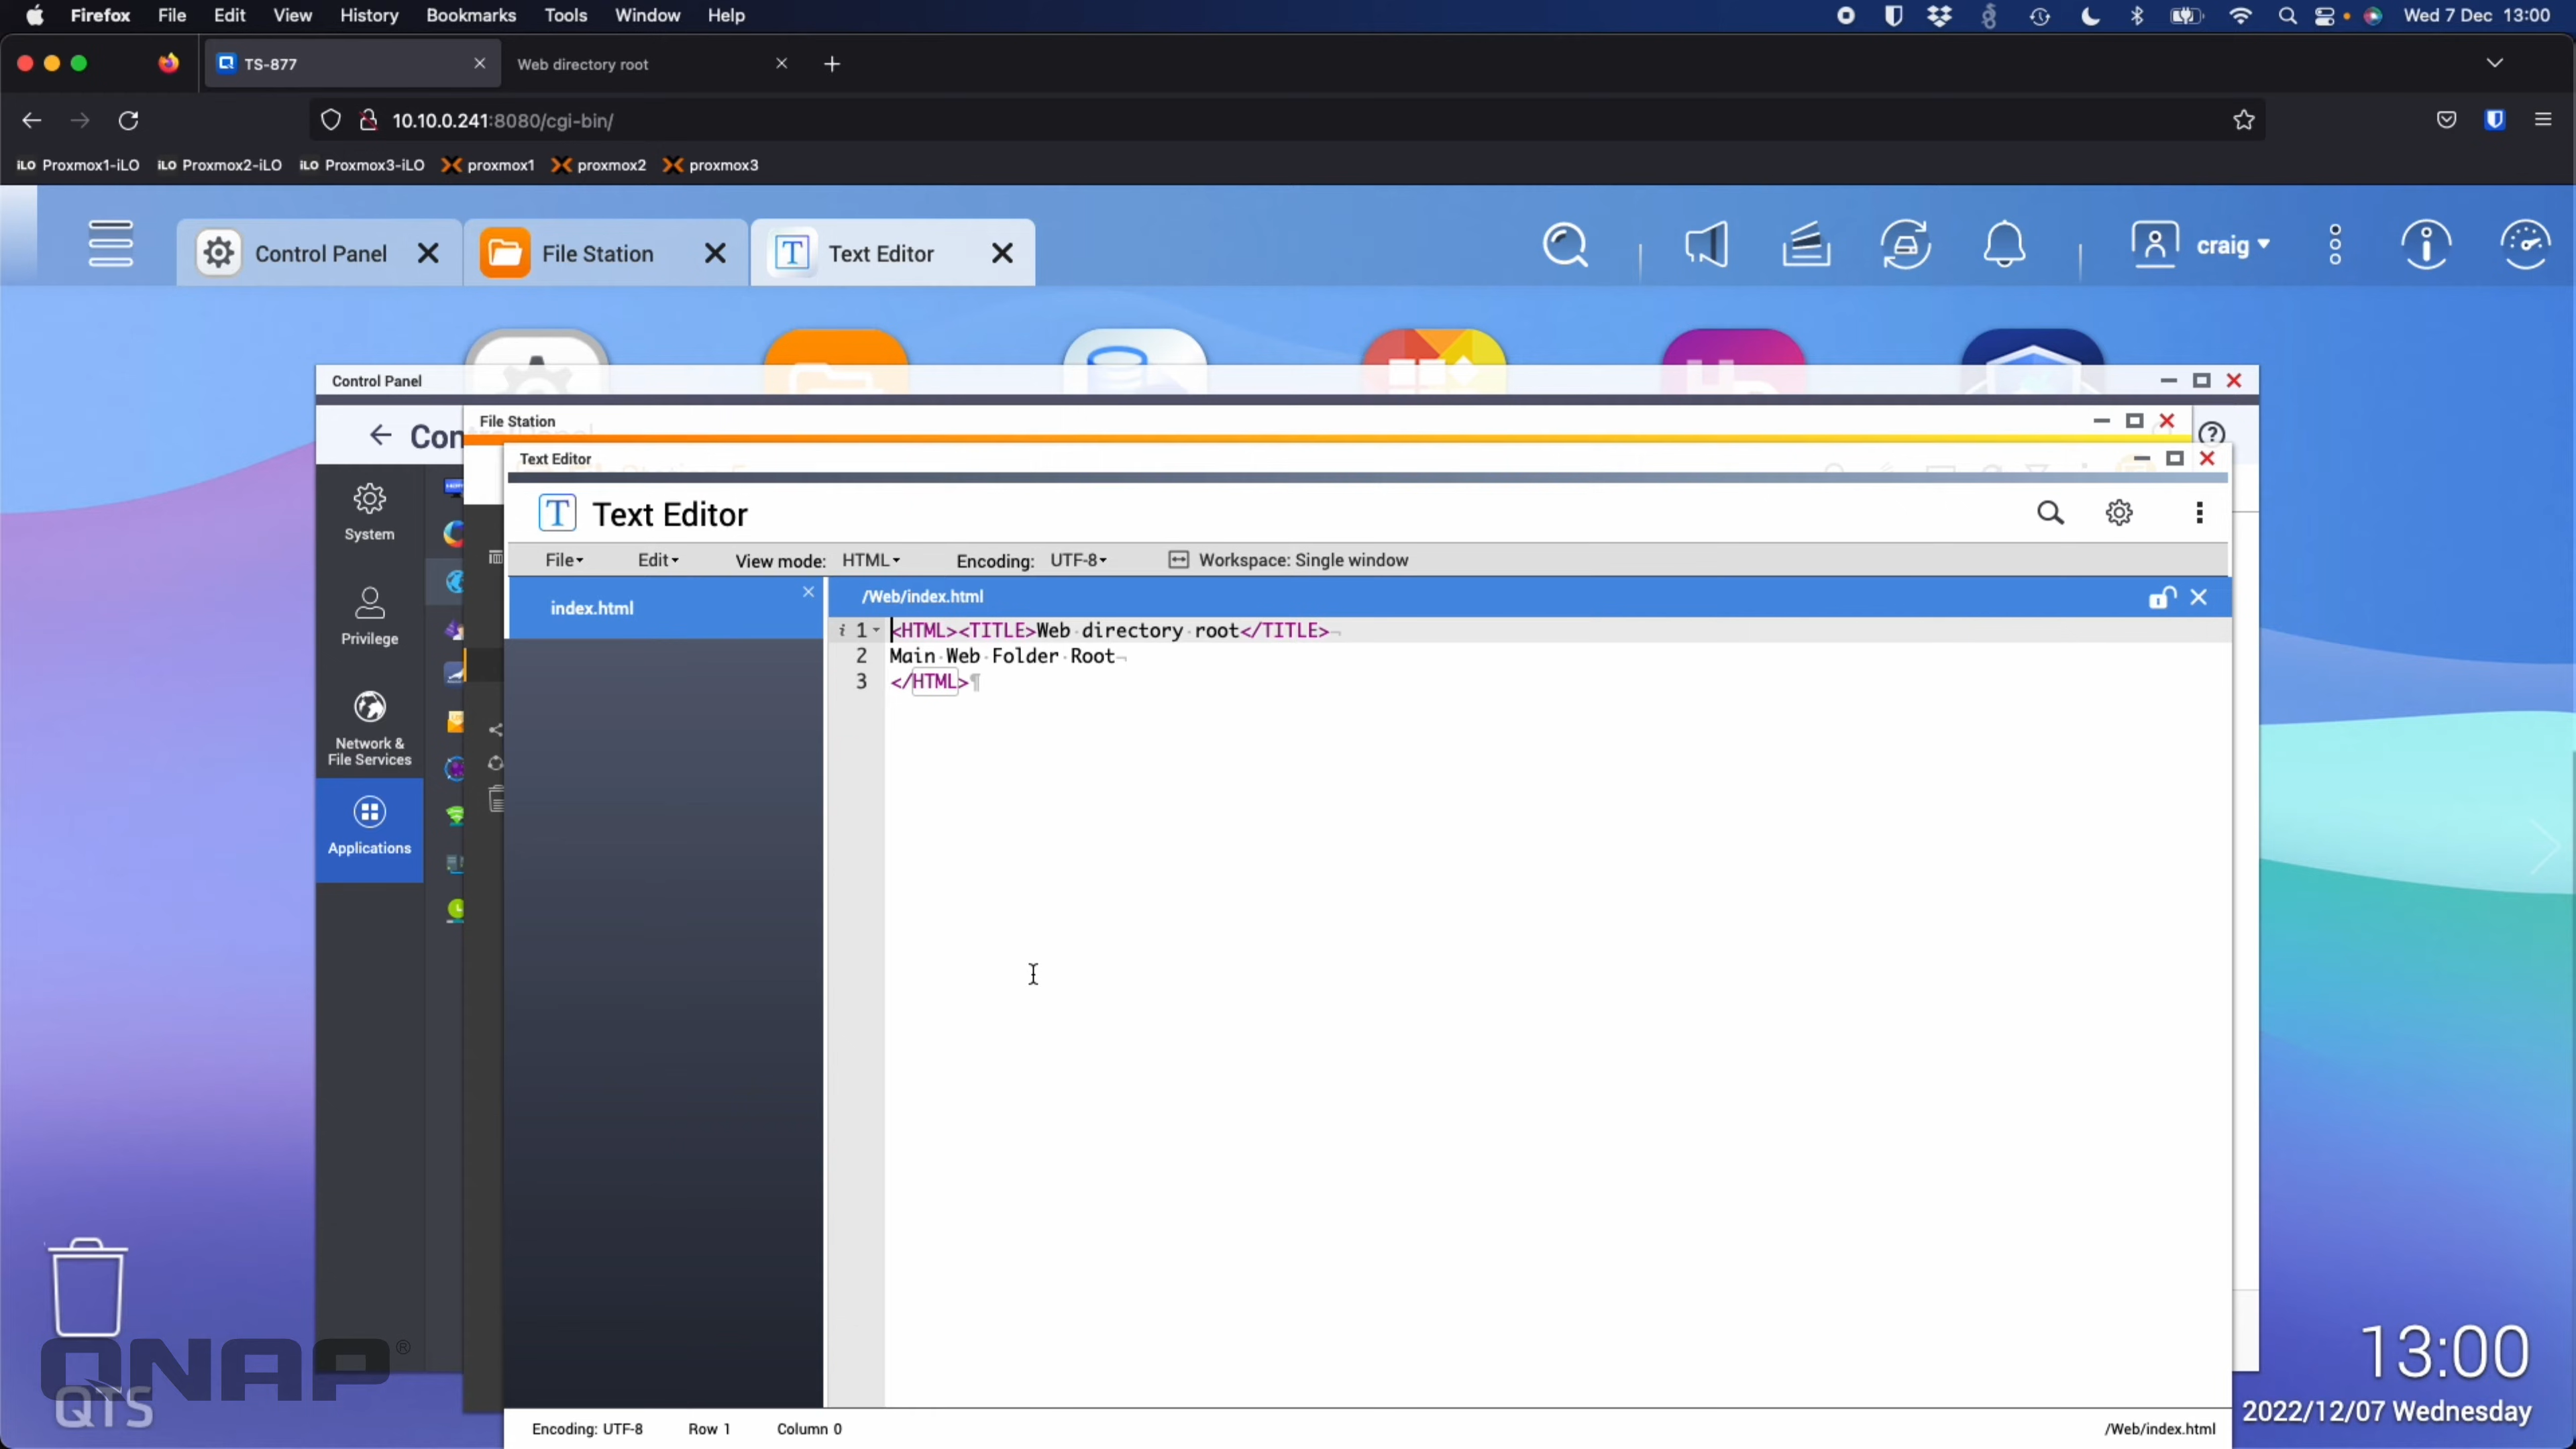 Firefox File Edit View History Bookmarks Tools Window Help Wed 7 Dec 13:00
TS-877 Web directory root
10.10.0.241:8080/cgi-bin/
iLO Proxmox1-iLO iLO Proxmox2-iLO iLO Proxmox3-iLO proxmox1 proxmox2 proxmox3
Control Panel File Station Text Editor craig
Control Panel
File Station
Con
Text Editor
T Text Editor
File Edit View mode: HTML Encoding: UTF-8 Workspace: Single window
System
Privilege
Network &
File Services
Applications
index.html
/Web/index.html
1 <HTML><TITLE>Web directory root</TITLE>
2 Main Web Folder Root
3 </HTML>
QNAP®
QTS
13:00
2022/12/07 Wednesday
Encoding: UTF-8 Row 1 Column 0 /Web/index.html